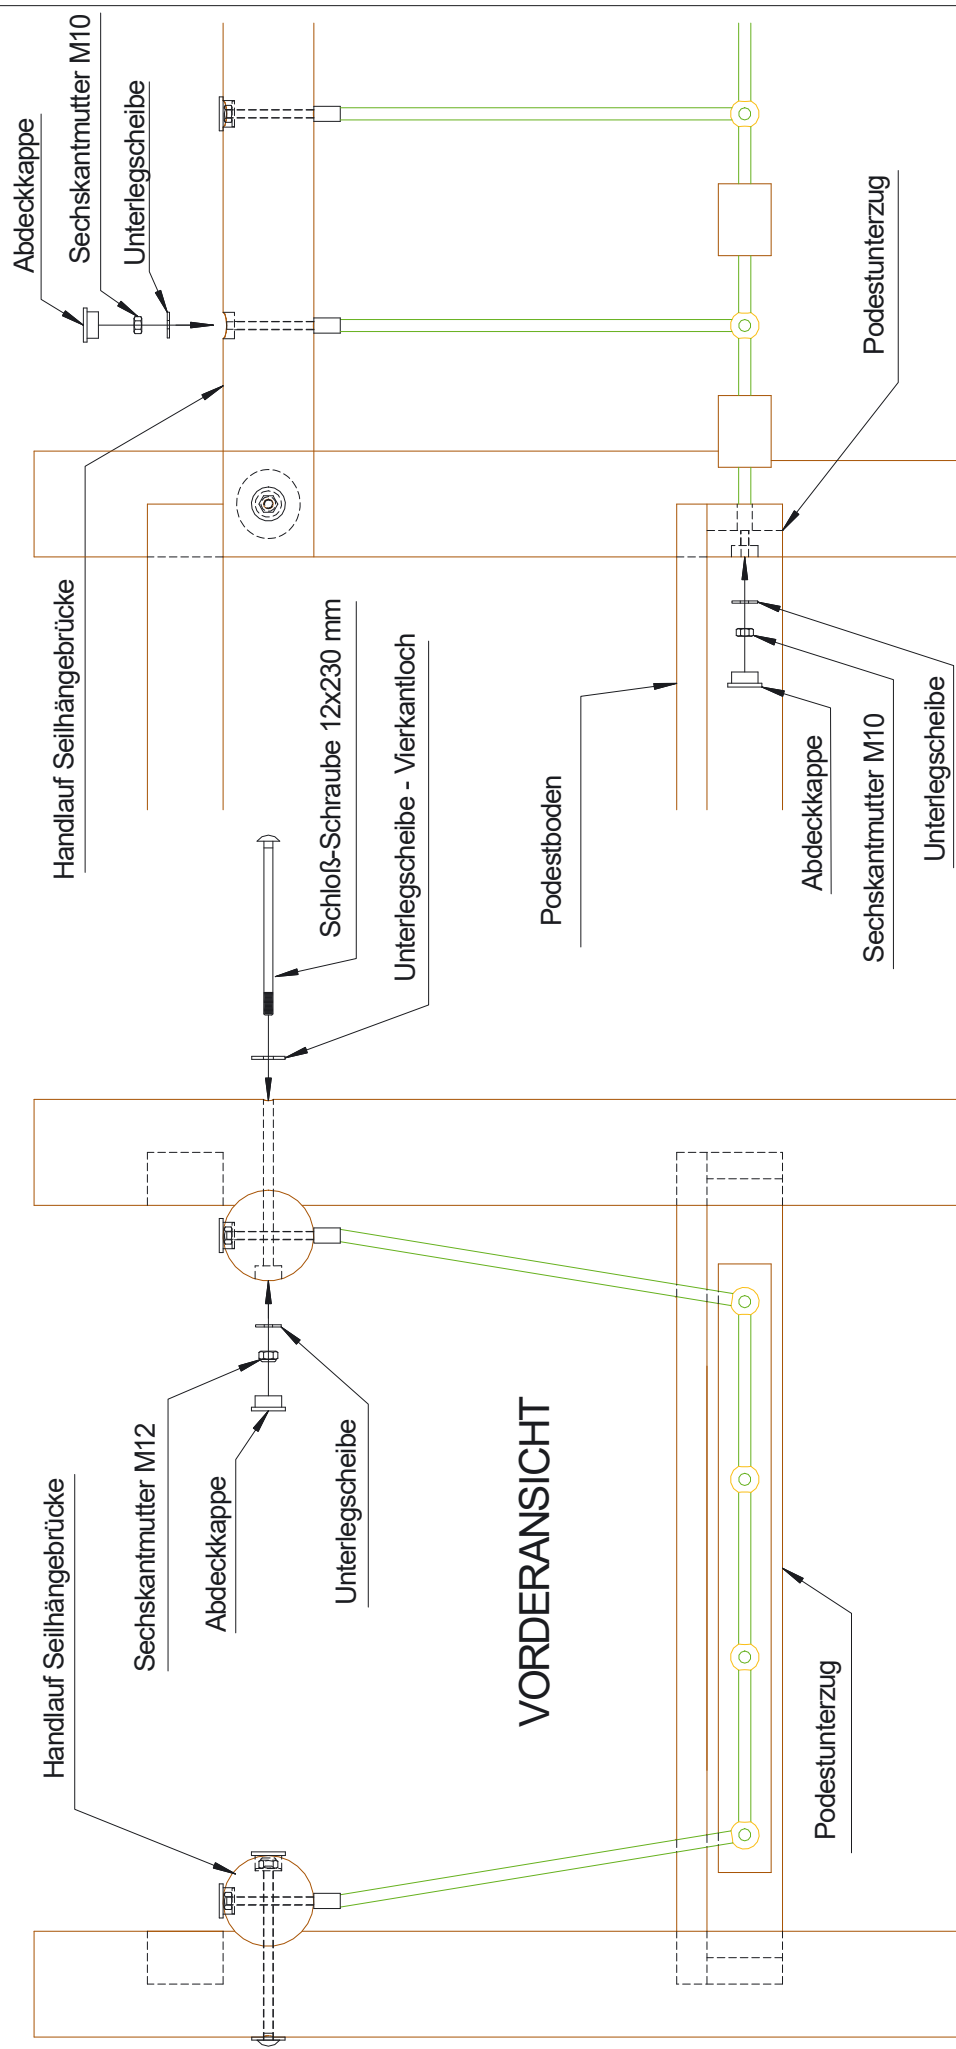 Handlauf Seilhängebrücke
Sechskantmutter M12
Abdeckkappe
Unterlegscheibe
VORDERANSICHT
Podestunterzug
Handlauf Seilhängebrücke
Schloß-Schraube 12x230 mm
Unterlegscheibe - Vierkantloch
Podestboden
Abdeckkappe
Sechskantmutter M10
Unterlegscheibe
Abdeckkappe
Sechskantmutter M10
Unterlegscheibe
Podestunterzug